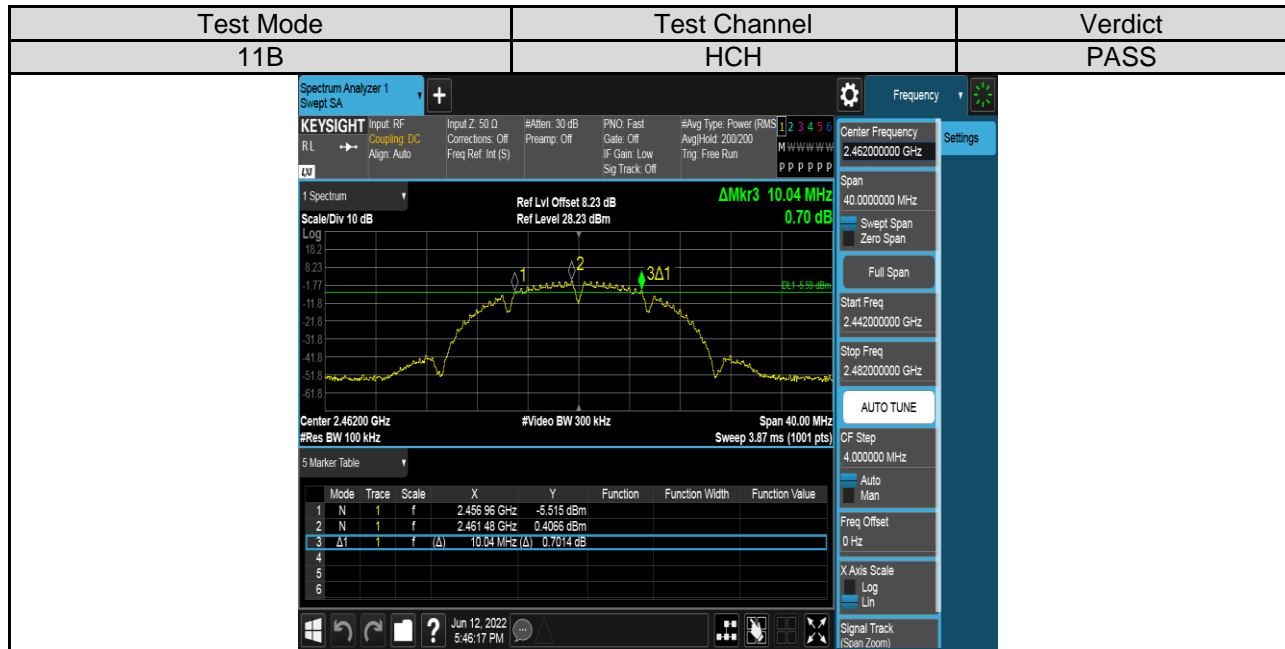 Test Mode Test Channel Verdict
11B HCH PASS
Spectrum Analyzer 1
Swept SA
+
Frequency
KEYSIGHT
RL
LXI
Input: RF
Coupling: DC
Align: Auto
Input Z: 50 Ω
Corrections: Off
Freq Ref: Int (S)
#Atten: 30 dB
Preamp: Off
PNO: Fast
Gate: Off
IF Gain: Low
Sig Track: Off
#Avg Type: Power (RMS
Avg|Hold: 200/200
Trig: Free Run
1 2 3 4 5 6
M W W W W W
P P P P P P
1 Spectrum
Scale/Div 10 dB
Ref Lvl Offset 8.23 dB
Ref Level 28.23 dBm
ΔMkr3 10.04 MHz
0.70 dB
Log
18.2
8.23
-1.77
-11.8
-21.8
-31.8
-41.8
-51.8
-61.8
1
2
3Δ1
DL1 -5.59 dBm
Center 2.46200 GHz #Video BW 300 kHz Span 40.00 MHz
#Res BW 100 kHz Sweep 3.87 ms (1001 pts)
5 Marker Table
Mode Trace Scale X Y Function Function Width Function Value
1 N 1 f 2.456 96 GHz -5.515 dBm
2 N 1 f 2.461 48 GHz 0.4066 dBm
3 Δ1 1 f (Δ) 10.04 MHz (Δ) 0.7014 dB
4
5
6
?
Jun 12, 2022
5:46:17 PM
Center Frequency
2.462000000 GHz
Settings
Span
40.0000000 MHz
Swept Span
Zero Span
Full Span
Start Freq
2.442000000 GHz
Stop Freq
2.482000000 GHz
AUTO TUNE
CF Step
4.000000 MHz
Auto
Man
Freq Offset
0 Hz
X Axis Scale
Log
Lin
Signal Track
(Span Zoom)